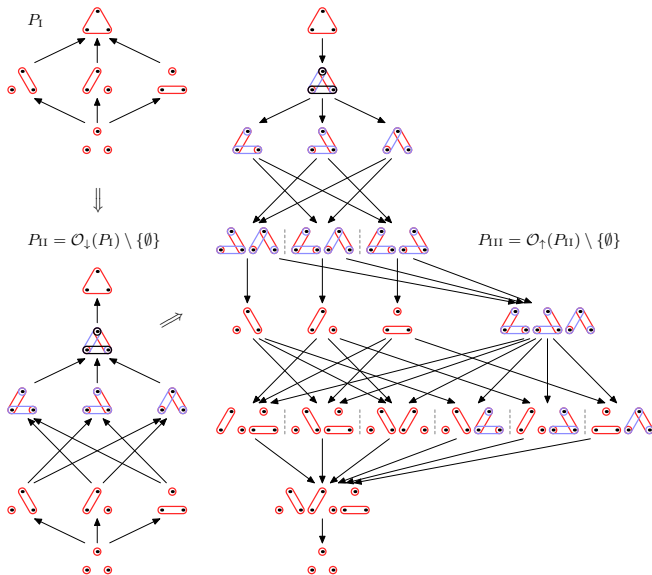 P_I
⇓
P_II = 𝒪_↓(P_I) \ {∅}
P_III = 𝒪_↑(P_II) \ {∅}
⇒